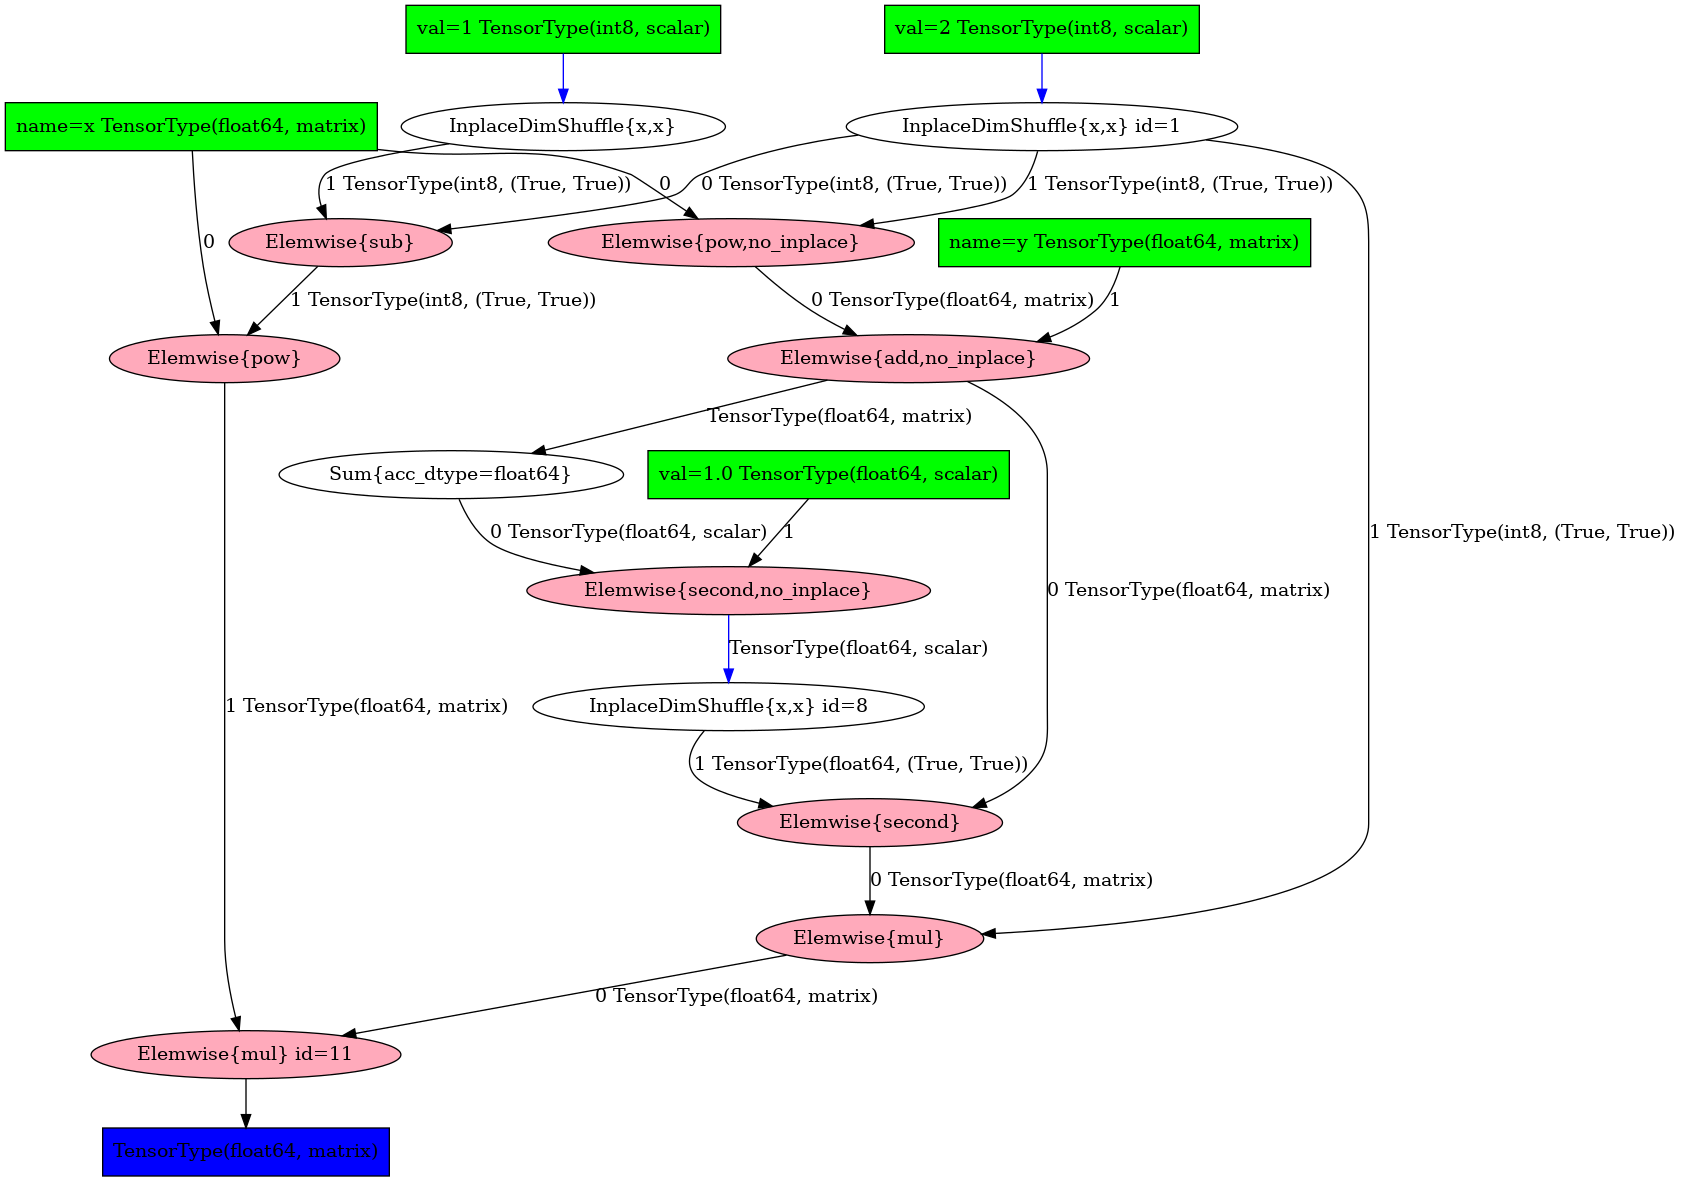 val=1 TensorType(int8, scalar)
val=2 TensorType(int8, scalar)
name=x TensorType(float64, matrix)
InplaceDimShuffle{x,x}
InplaceDimShuffle{x,x} id=1
1 TensorType(int8, (True, True))
0
0 TensorType(int8, (True, True))
1 TensorType(int8, (True, True))
0
Elemwise{sub}
Elemwise{pow,no_inplace}
name=y TensorType(float64, matrix)
1 TensorType(int8, (True, True))
0 TensorType(float64, matrix)
1
Elemwise{pow}
Elemwise{add,no_inplace}
TensorType(float64, matrix)
Sum{acc_dtype=float64}
val=1.0 TensorType(float64, scalar)
0 TensorType(float64, scalar)
1
1 TensorType(int8, (True, True))
Elemwise{second,no_inplace}
0 TensorType(float64, matrix)
TensorType(float64, scalar)
1 TensorType(float64, matrix)
InplaceDimShuffle{x,x} id=8
1 TensorType(float64, (True, True))
Elemwise{second}
0 TensorType(float64, matrix)
Elemwise{mul}
0 TensorType(float64, matrix)
Elemwise{mul} id=11
TensorType(float64, matrix)